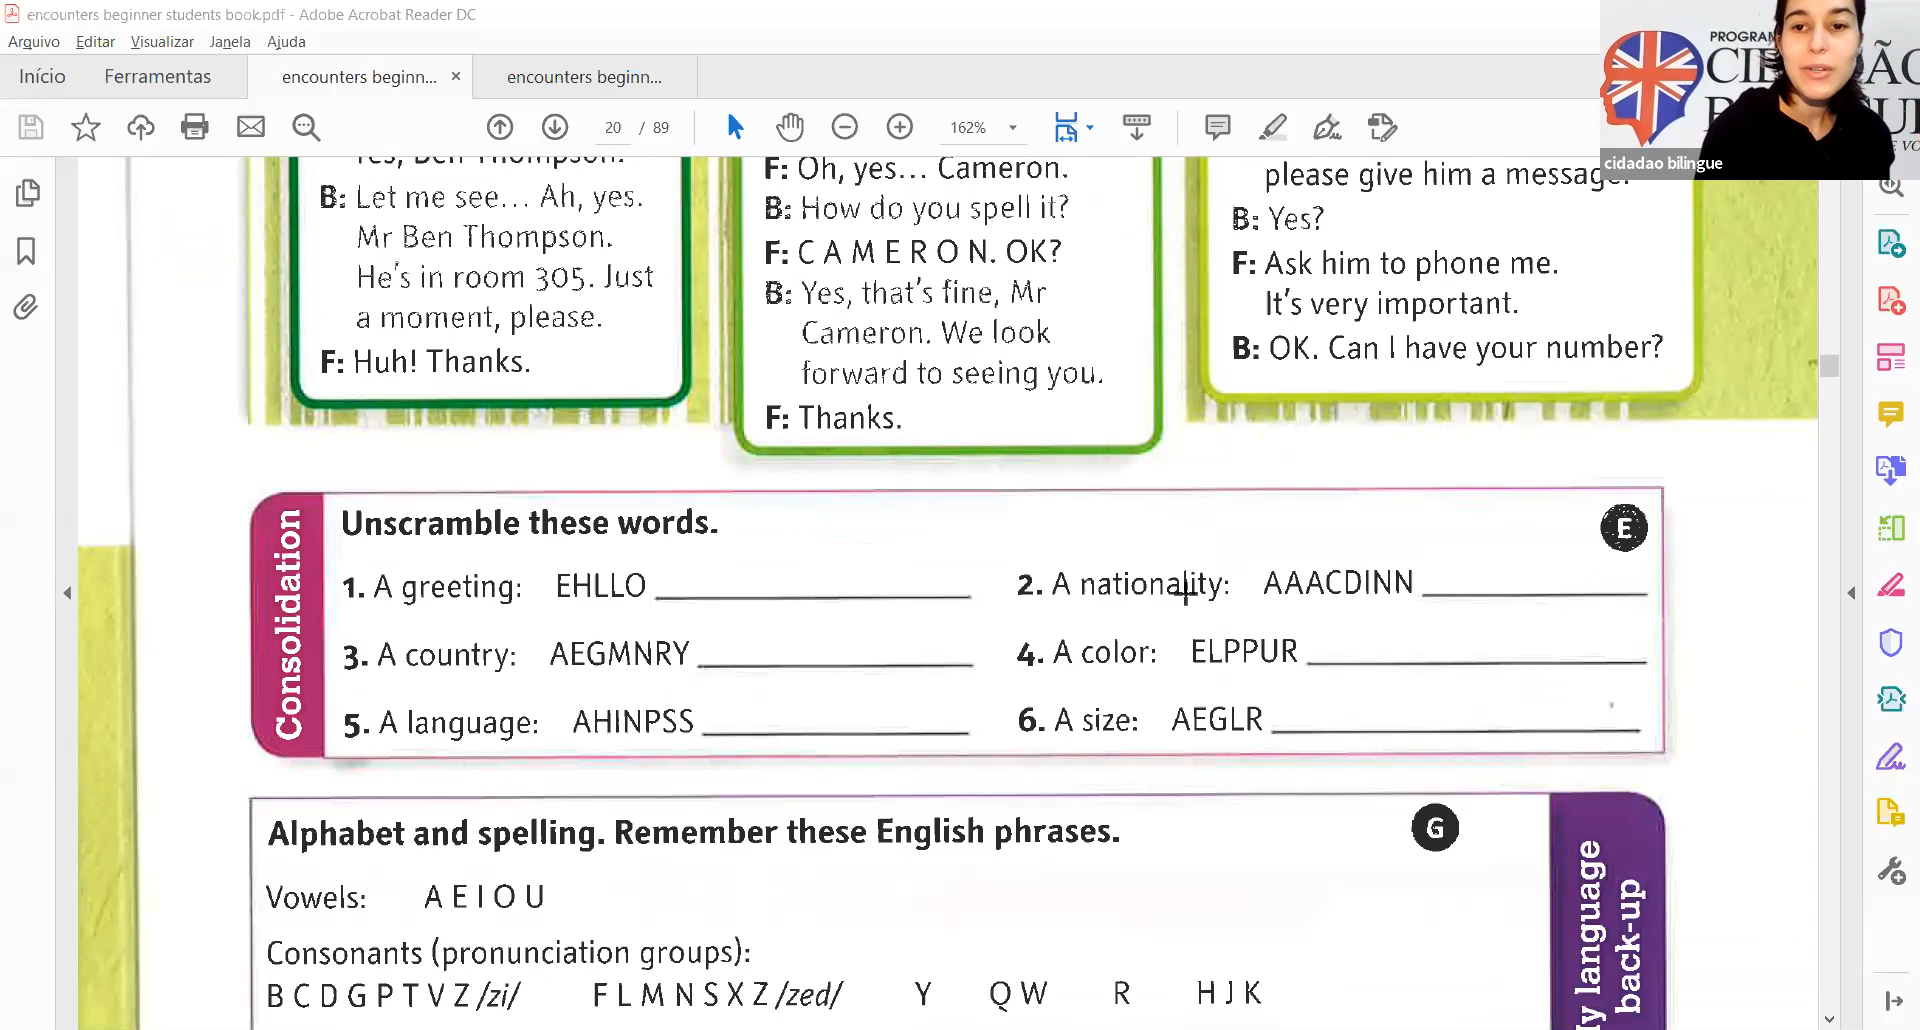 encounters beginner students book.pdf - Adobe Acrobat Reader DC
Arquivo Editar Visualizar Janela Ajuda
Início Ferramentas encounters beginn... × encounters beginn...
20 / 89 162%
PROGRAM
cidadao bilingue
Yes, Ben Thompson.
B: Let me see... Ah, yes.
Mr Ben Thompson.
He's in room 305. Just
a moment, please.
F: Huh! Thanks.
F: Oh, yes... Cameron.
B: How do you spell it?
F: C A M E R O N. OK?
B: Yes, that's fine, Mr
Cameron. We look
forward to seeing you.
F: Thanks.
please give him a message.
B: Yes?
F: Ask him to phone me.
It's very important.
B: OK. Can I have your number?
Consolidation
Unscramble these words.
E
1. A greeting: EHLLO
2. A nationality: AAACDINN
3. A country: AEGMNRY
4. A color: ELPPUR
5. A language: AHINPSS
6. A size: AEGLR
Alphabet and spelling. Remember these English phrases.
G
Vowels: A E I O U
Consonants (pronunciation groups):
B C D G P T V Z /zi/ F L M N S X Z /zed/ Y Q W R H J K
language
back-up